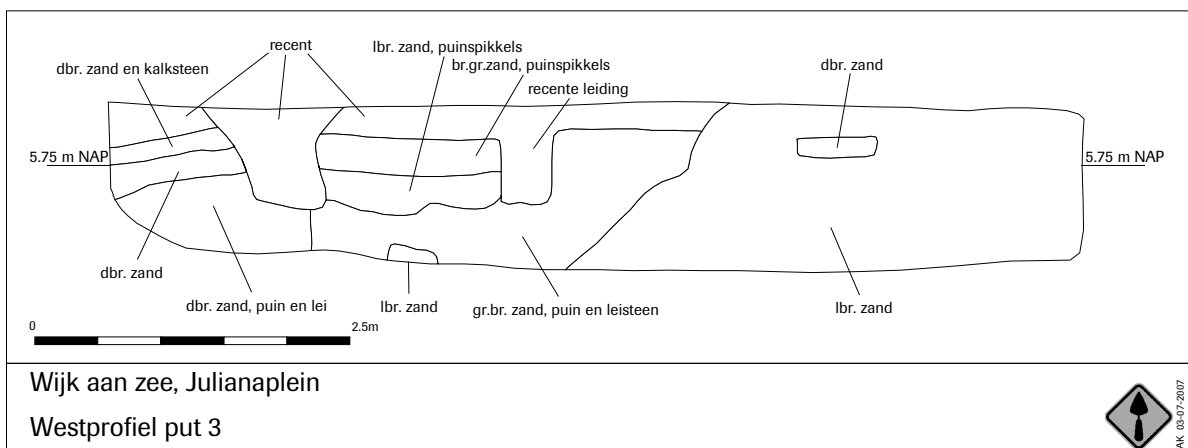 recent
lbr. zand, puinspikkels
dbr. zand en kalksteen
br.gr.zand, puinspikkels
dbr. zand
recente leiding
5.75 m NAP
5.75 m NAP
dbr. zand
dbr. zand, puin en lei
lbr. zand
gr.br. zand, puin en leisteen
lbr. zand
0
2.5m
Wijk aan zee, Julianaplein
Westprofiel put 3
AK 03-07-2007